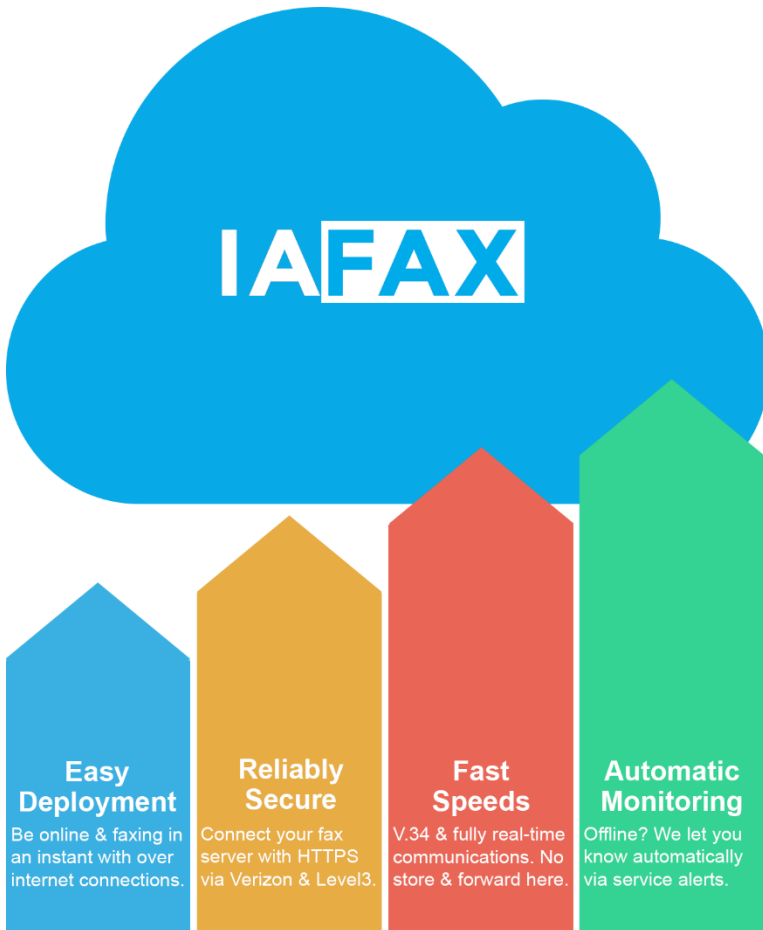 IAFAX
Easy
Deployment
Be online & faxing in
an instant with over
internet connections.
Reliably
Secure
Connect your fax
server with HTTPS
via Verizon & Level3.
Fast
Speeds
V.34 & fully real-time
communications. No
store & forward here.
Automatic
Monitoring
Offline? We let you
know automatically
via service alerts.